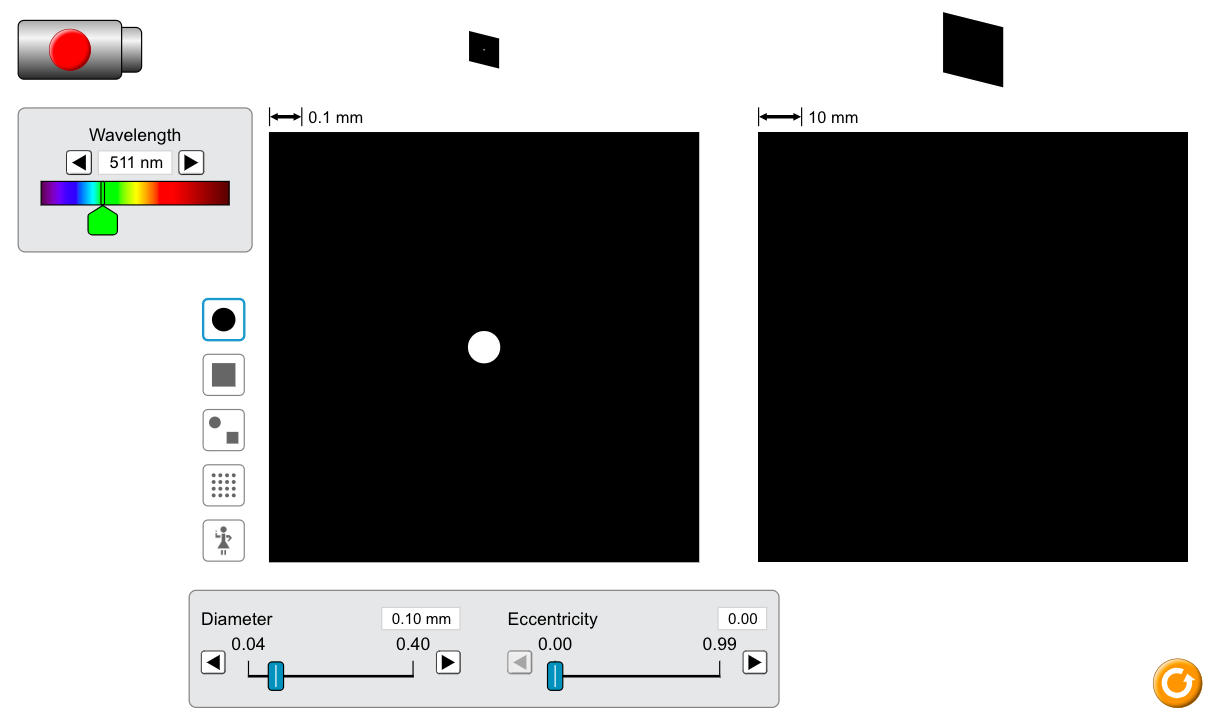 0.1 mm
10 mm
Wavelength
511 nm
Diameter
0.10 mm
0.04
0.40
Eccentricity
0.00
0.00
0.99